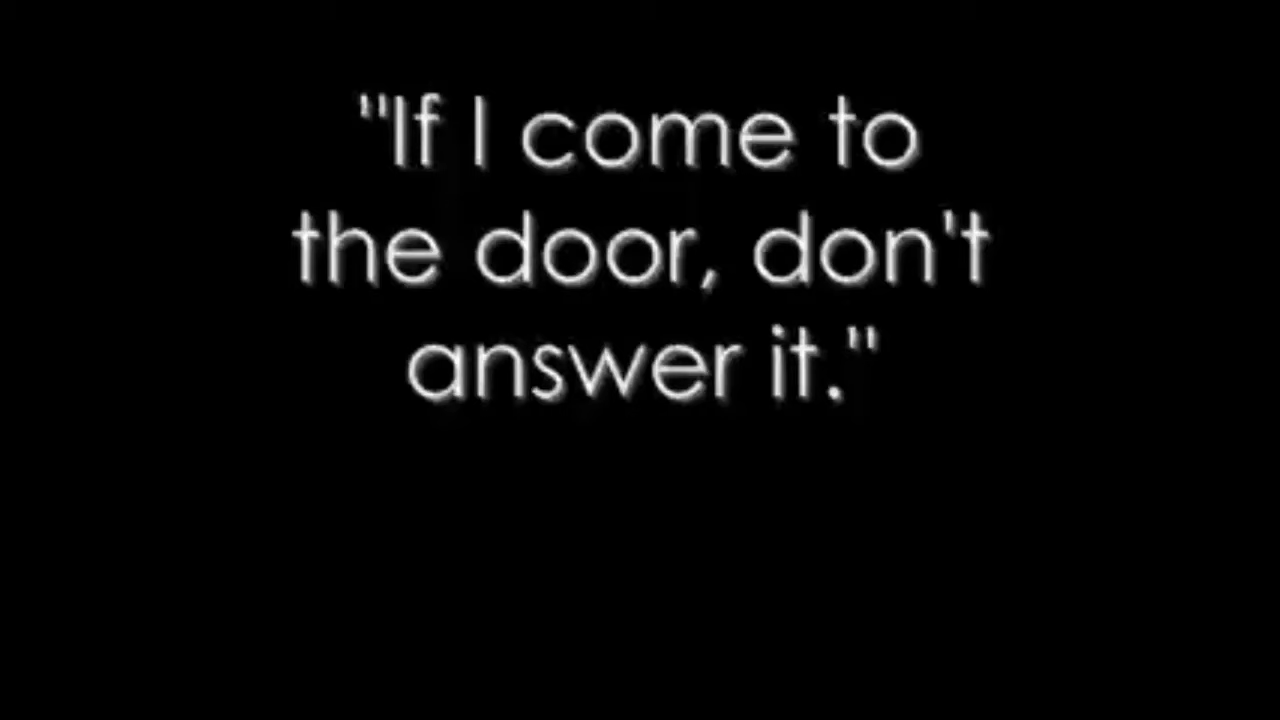 "If I come to
the door, don't
answer it."